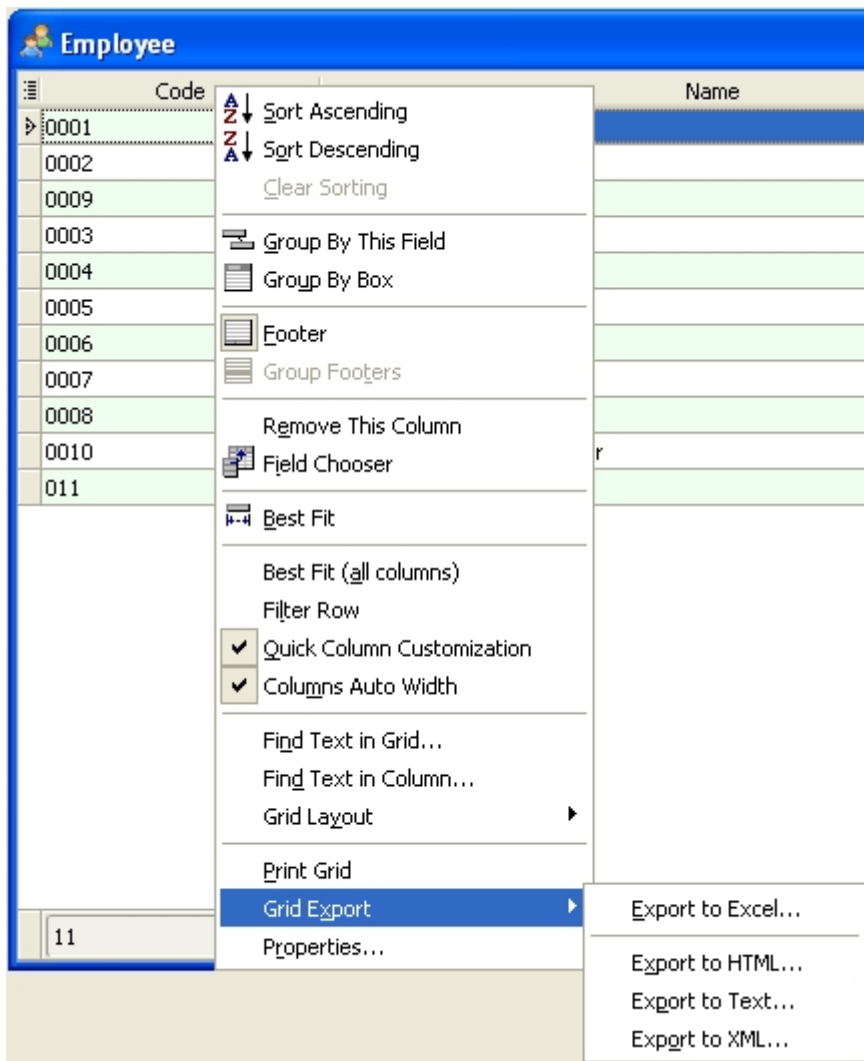 Employee
Code Name
0001
0002
0009
0003
0004
0005
0006
0007
0008
0010 r
011
11
Sort Ascending
Sort Descending
Clear Sorting
Group By This Field
Group By Box
Footer
Group Footers
Remove This Column
Field Chooser
Best Fit
Best Fit (all columns)
Filter Row
Quick Column Customization
Columns Auto Width
Find Text in Grid...
Find Text in Column...
Grid Layout
Print Grid
Grid Export
Properties...
Export to Excel...
Export to HTML...
Export to Text...
Export to XML...